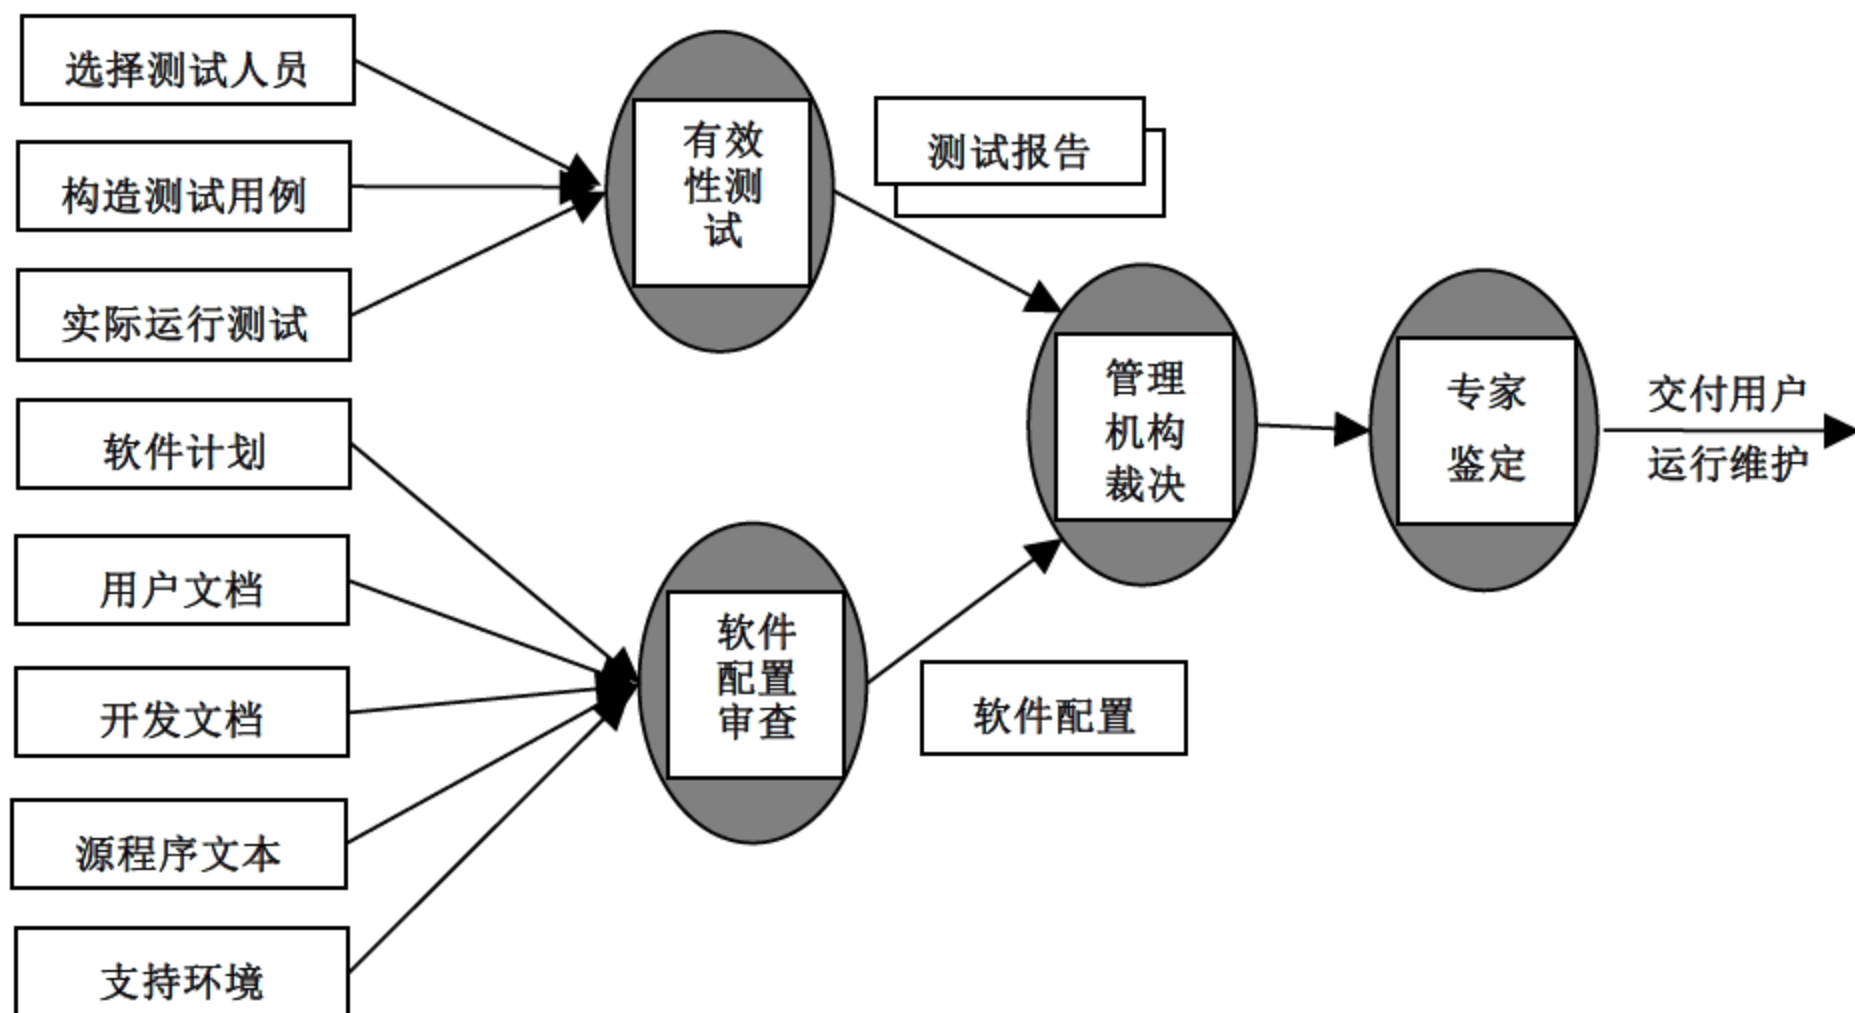 选择测试人员
构造测试用例
实际运行测试
软件计划
用户文档
开发文档
源程序文本
支持环境
有效
性测
试
软件
配置
审查
测试报告
软件配置
管理
机构
裁决
专家
鉴定
交付用户
运行维护